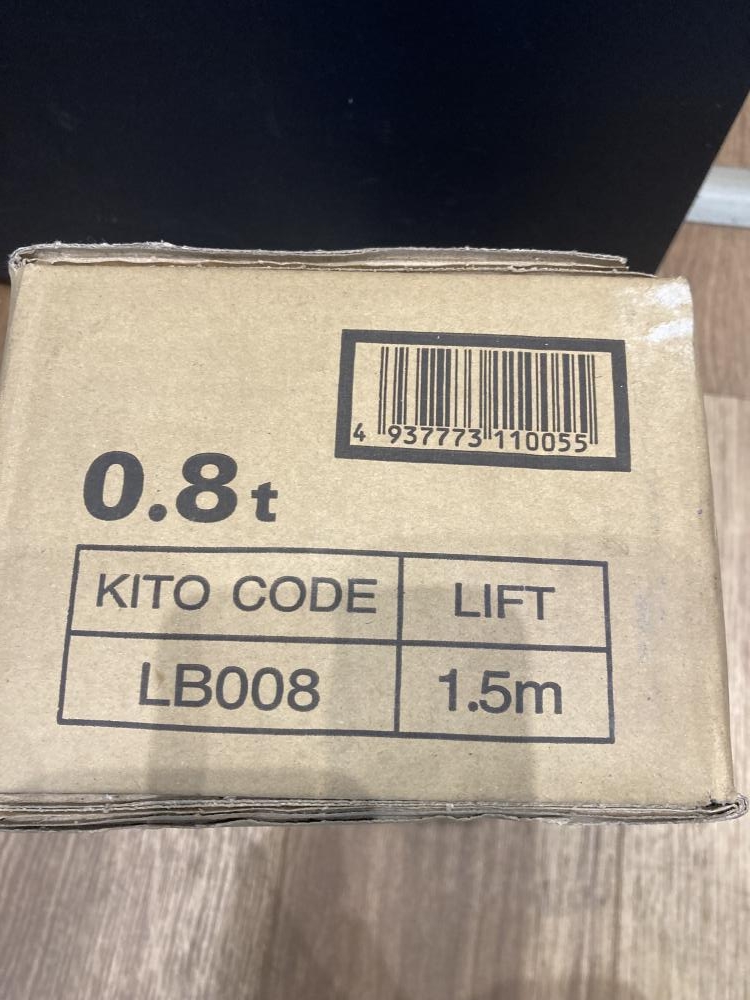 4 937773 110055
0.8t
KITO CODE LIFT
LB008 1.5m